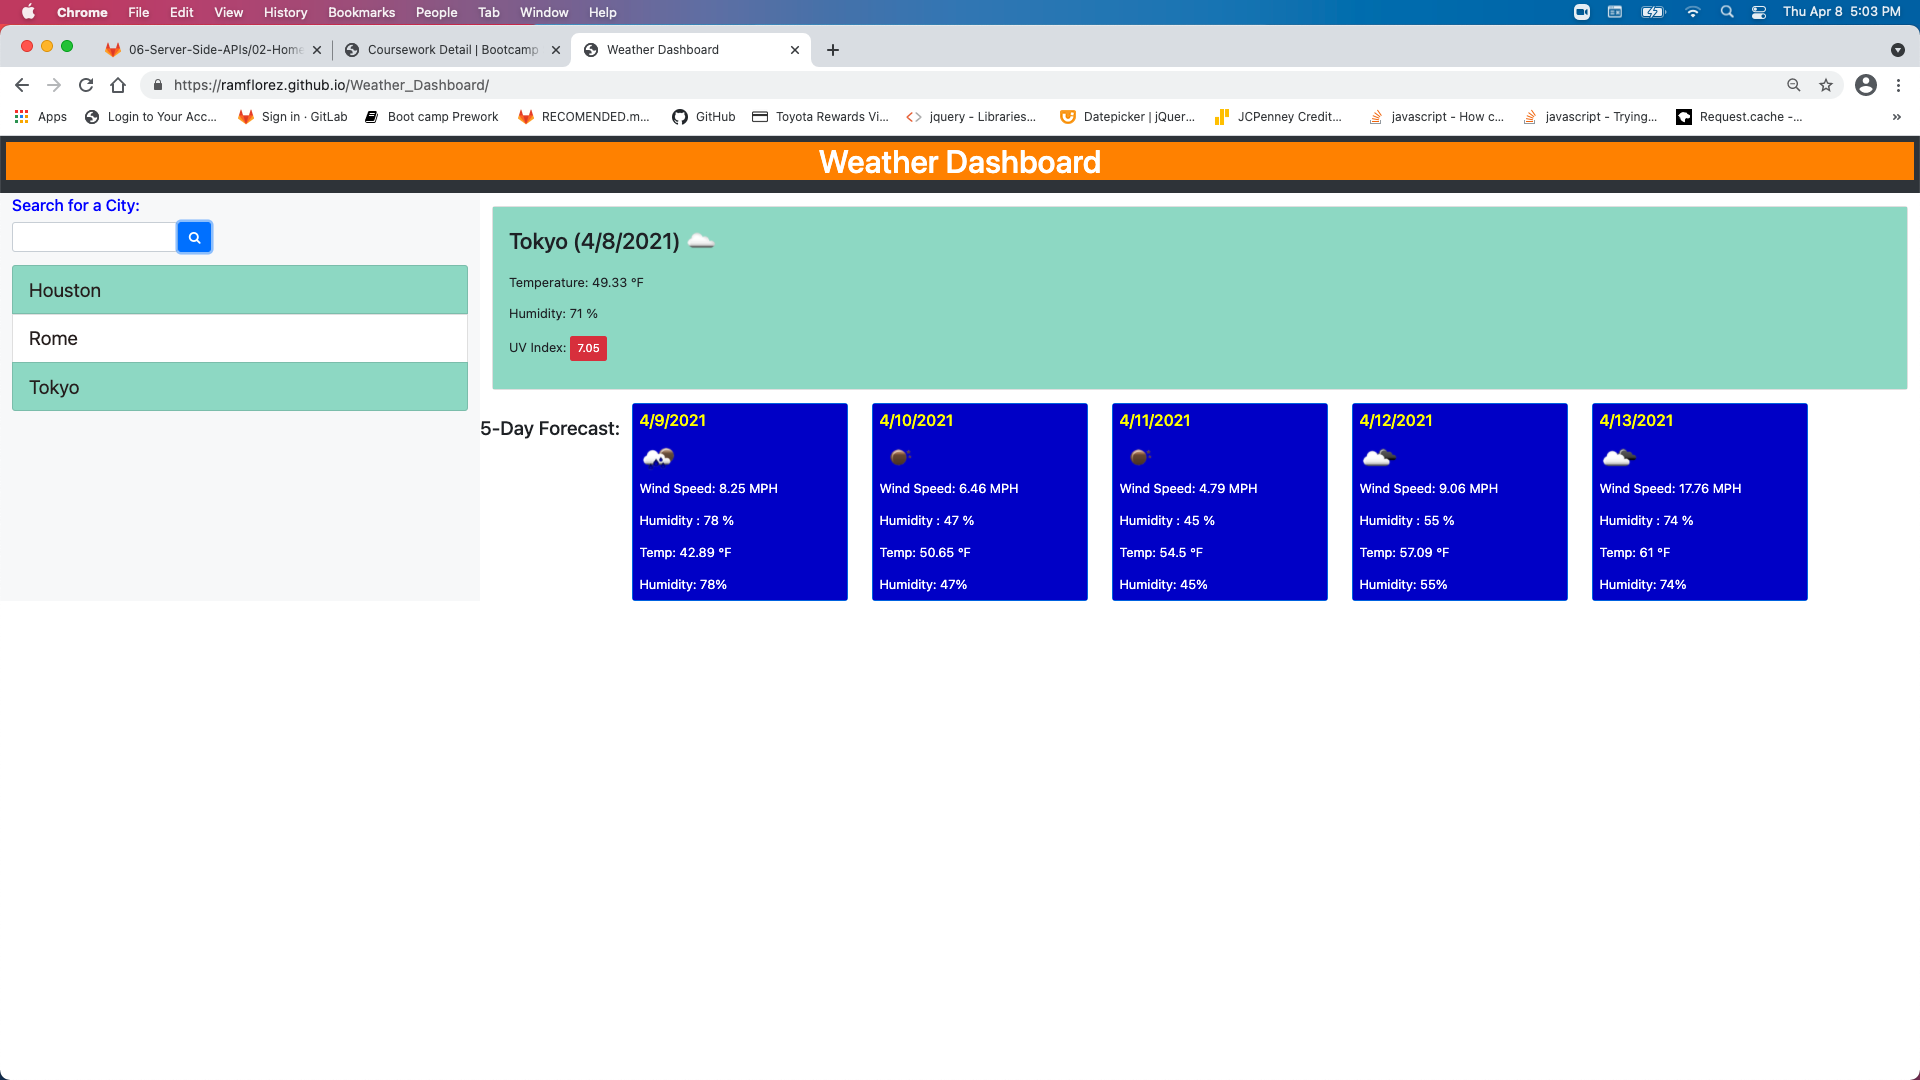 Chrome File Edit View History Bookmarks People Tab Window Help Thu Apr 8 5:03 PM
06-Server-Side-APIs/02-Home Coursework Detail | Bootcamp Weather Dashboard
https://ramflorez.github.io/Weather_Dashboard/
Apps Login to Your Acc... Sign in · GitLab Boot camp Prework RECOMENDED.m... GitHub Toyota Rewards Vi... jquery - Libraries... Datepicker | jQuer... JCPenney Credit... javascript - How c... javascript - Trying... Request.cache -... »
Weather Dashboard
Search for a City:
Houston
Rome
Tokyo
Tokyo (4/8/2021)
Temperature: 49.33 °F
Humidity: 71 %
UV Index: 7.05
5-Day Forecast:
4/9/2021
Wind Speed: 8.25 MPH
Humidity : 78 %
Temp: 42.89 °F
Humidity: 78%
4/10/2021
Wind Speed: 6.46 MPH
Humidity : 47 %
Temp: 50.65 °F
Humidity: 47%
4/11/2021
Wind Speed: 4.79 MPH
Humidity : 45 %
Temp: 54.5 °F
Humidity: 45%
4/12/2021
Wind Speed: 9.06 MPH
Humidity : 55 %
Temp: 57.09 °F
Humidity: 55%
4/13/2021
Wind Speed: 17.76 MPH
Humidity : 74 %
Temp: 61 °F
Humidity: 74%